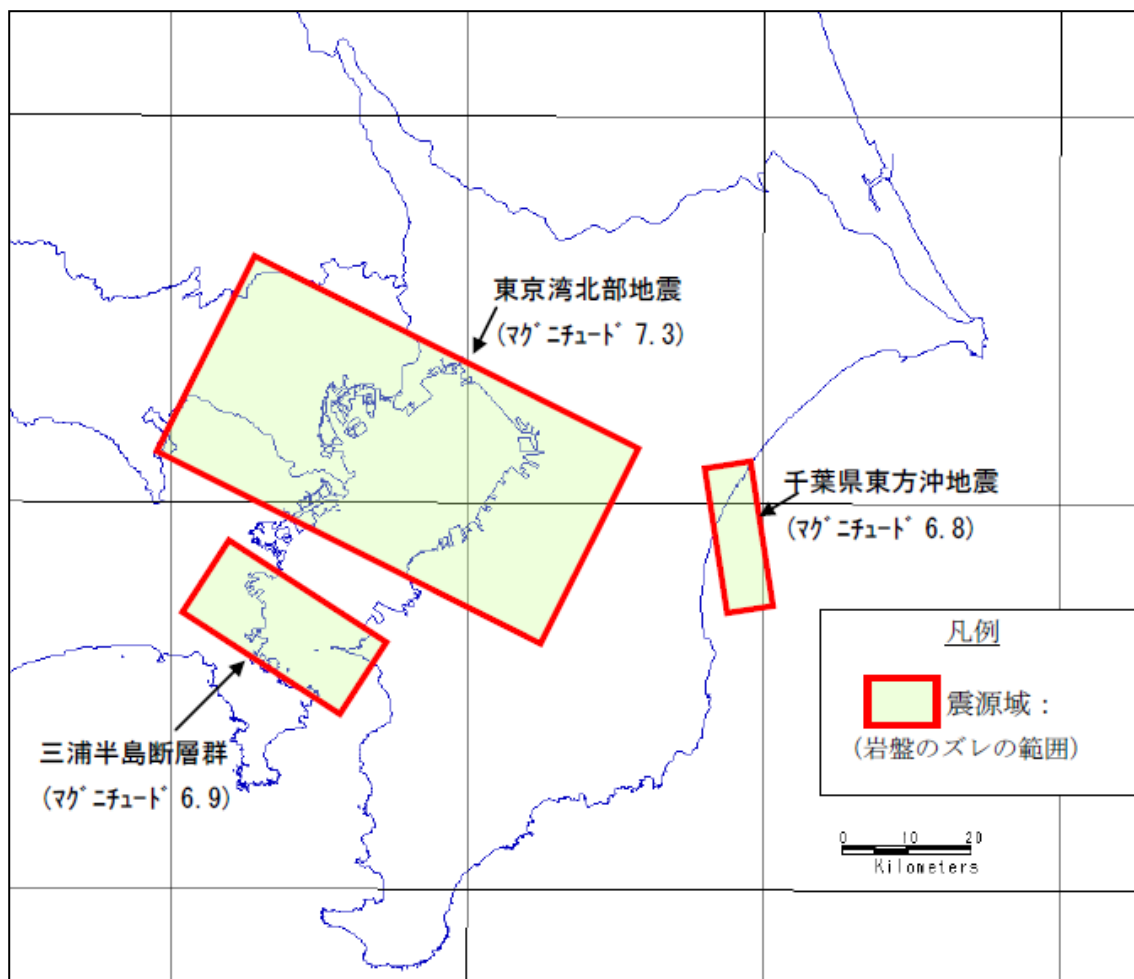 東京湾北部地震
(ﾏｸﾞﾆﾁｭｰﾄﾞ 7.3)
千葉県東方沖地震
(ﾏｸﾞﾆﾁｭｰﾄﾞ 6.8)
三浦半島断層群
(ﾏｸﾞﾆﾁｭｰﾄﾞ 6.9)
凡例
震源域：
(岩盤のズレの範囲)
0 10 20
Kilometers